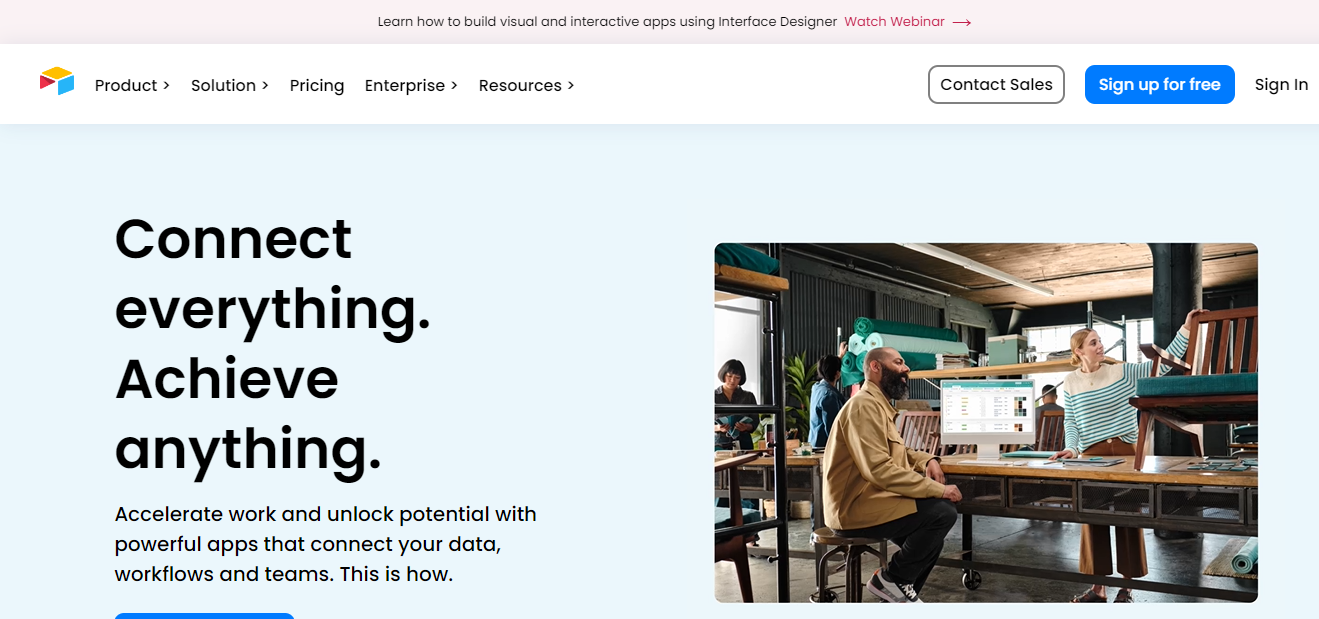 Learn how to build visual and interactive apps using Interface Designer Watch Webinar →
Product > Solution > Pricing Enterprise > Resources > Contact Sales Sign up for free Sign In
Connect
everything.
Achieve
anything.
Accelerate work and unlock potential with
powerful apps that connect your data,
workflows and teams. This is how.